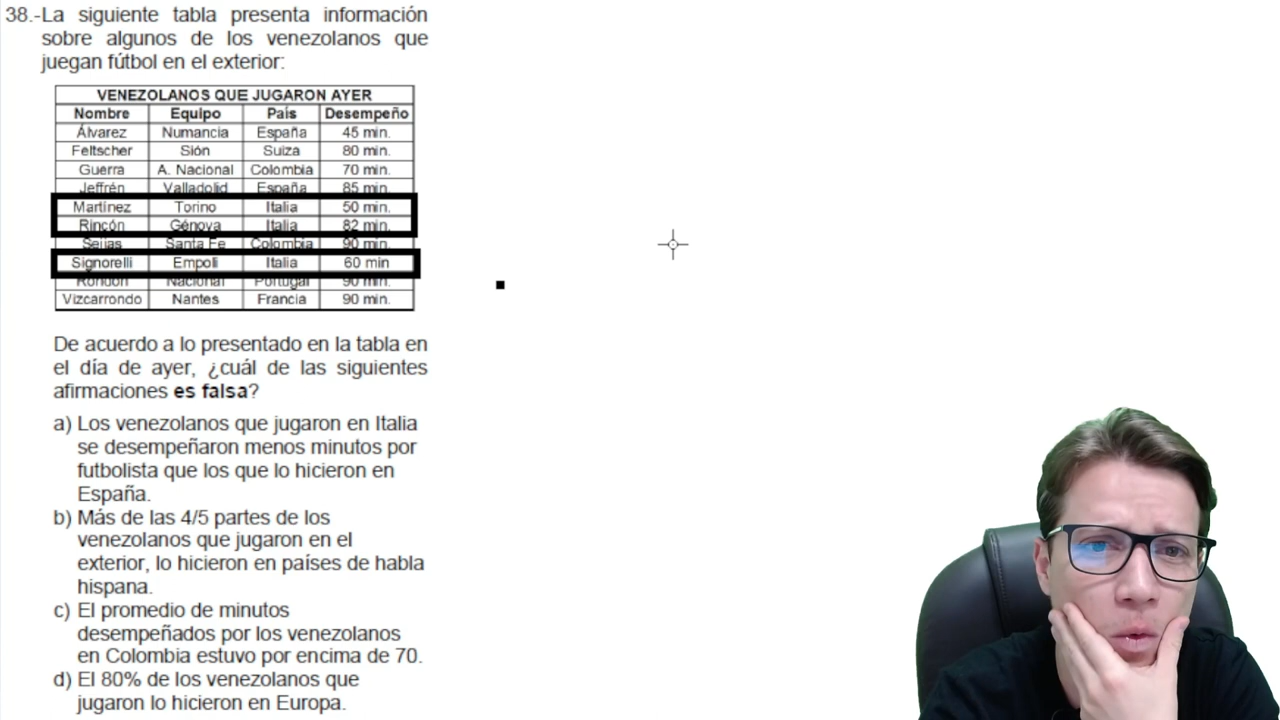 38.-La siguiente tabla presenta información
sobre algunos de los venezolanos que
juegan fútbol en el exterior:
VENEZOLANOS QUE JUGARON AYER
Nombre Equipo País Desempeño
Álvarez Numancia España 45 min.
Feltscher Sión Suiza 80 min.
Guerra A. Nacional Colombia 70 min.
Jeffrén Valladolid España 85 min.
Martínez Torino Italia 50 min.
Rincón Génova Italia 82 min.
Seijas Santa Fe Colombia 90 min.
Signorelli Empoli Italia 60 min
Rondón Nacional Portugal 90 min.
Vizcarrondo Nantes Francia 90 min.
De acuerdo a lo presentado en la tabla en
el día de ayer, ¿cuál de las siguientes
afirmaciones es falsa?
a) Los venezolanos que jugaron en Italia
se desempeñaron menos minutos por
futbolista que los que lo hicieron en
España.
b) Más de las 4/5 partes de los
venezolanos que jugaron en el
exterior, lo hicieron en países de habla
hispana.
c) El promedio de minutos
desempeñados por los venezolanos
en Colombia estuvo por encima de 70.
d) El 80% de los venezolanos que
jugaron lo hicieron en Europa.